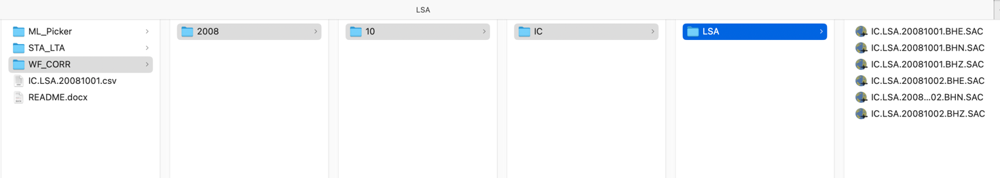 LSA
ML_Picker
STA_LTA
WF_CORR
IC.LSA.20081001.csv
README.docx
2008
10
IC
LSA
IC.LSA.20081001.BHE.SAC
IC.LSA.20081001.BHN.SAC
IC.LSA.20081001.BHZ.SAC
IC.LSA.20081002.BHE.SAC
IC.LSA.2008...02.BHN.SAC
IC.LSA.20081002.BHZ.SAC